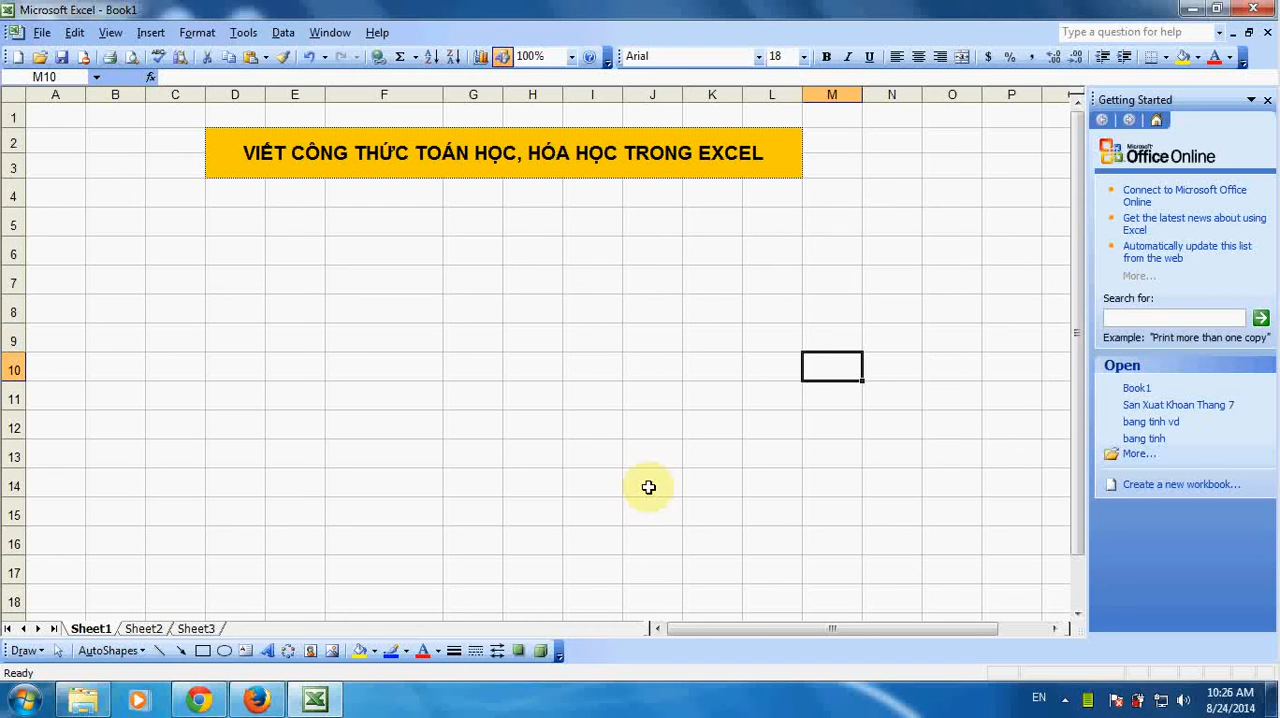 Microsoft Excel - Book1
File Edit View Insert Format Tools Data Window Help
Type a question for help
100%
Arial
18
B I U
$ % ,
M10
fx
Getting Started
A B C D E F G H I J K L M N O P
1
2
3
4
5
6
7
8
9
10
11
12
13
14
15
16
17
18
VIẾT CÔNG THỨC TOÁN HỌC, HÓA HỌC TRONG EXCEL
Microsoft
Office Online
Connect to Microsoft Office
Online
Get the latest news about using
Excel
Automatically update this list
from the web
More...
Search for:
Example: "Print more than one copy"
Open
Book1
San Xuat Khoan Thang 7
bang tinh vd
bang tinh
More...
Create a new workbook...
Sheet1 Sheet2 Sheet3
Draw AutoShapes
Ready
EN
10:26 AM
8/24/2014